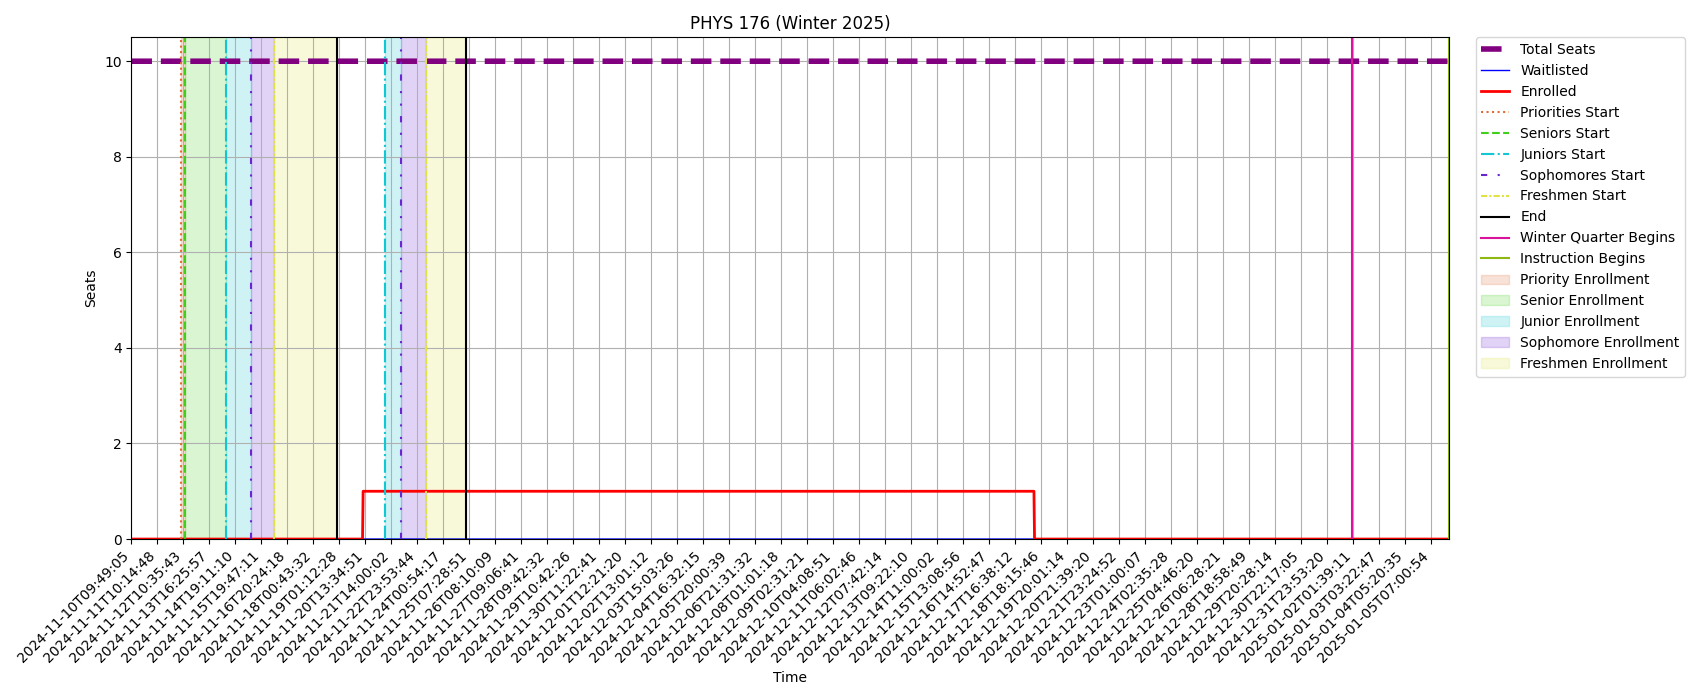 PHYS 176 (Winter 2025)
Seats
10
8
6
4
2
0
2024-11-10T09:49:05
2024-11-11T10:14:48
2024-11-12T10:35:43
2024-11-13T16:25:57
2024-11-14T19:11:10
2024-11-15T19:47:11
2024-11-16T20:24:18
2024-11-18T00:43:32
2024-11-19T01:12:28
2024-11-20T13:34:51
2024-11-21T14:00:02
2024-11-22T23:53:44
2024-11-24T00:54:17
2024-11-25T07:28:51
2024-11-26T08:10:09
2024-11-27T09:06:41
2024-11-28T09:42:32
2024-11-29T10:42:26
2024-11-30T11:22:41
2024-12-01T12:21:20
2024-12-02T13:01:12
2024-12-03T15:03:26
2024-12-04T16:32:15
2024-12-05T20:00:39
2024-12-06T21:31:32
2024-12-08T01:01:18
2024-12-09T02:31:21
2024-12-10T04:08:51
2024-12-11T06:02:46
2024-12-12T07:42:14
2024-12-13T09:22:10
2024-12-14T11:00:02
2024-12-15T13:08:56
2024-12-16T14:52:47
2024-12-17T16:38:12
2024-12-18T18:15:46
2024-12-19T20:01:14
2024-12-20T21:39:20
2024-12-21T23:24:52
2024-12-23T01:00:07
2024-12-24T02:35:28
2024-12-25T04:46:20
2024-12-26T06:28:21
2024-12-28T18:58:49
2024-12-29T20:28:14
2024-12-30T22:17:05
2024-12-31T23:53:20
2025-01-02T01:39:11
2025-01-03T03:22:47
2025-01-04T05:20:35
2025-01-05T07:00:54
Time
Total Seats
Waitlisted
Enrolled
Priorities Start
Seniors Start
Juniors Start
Sophomores Start
Freshmen Start
End
Winter Quarter Begins
Instruction Begins
Priority Enrollment
Senior Enrollment
Junior Enrollment
Sophomore Enrollment
Freshmen Enrollment